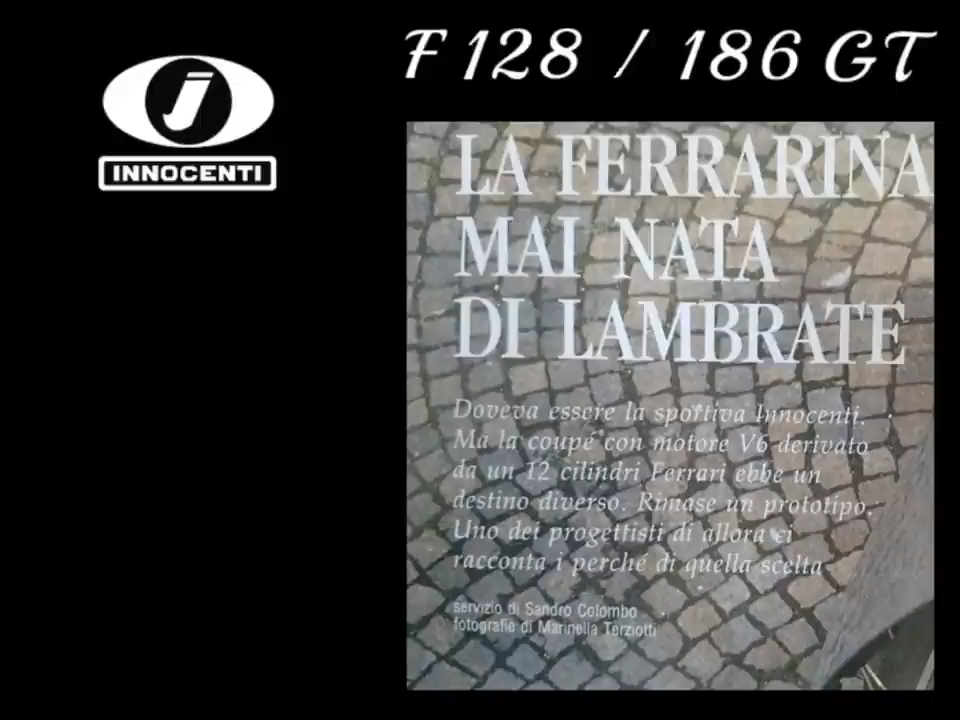 F 128 / 186 GT
j
INNOCENTI
LA FERRARINA
MAI NATA
DI LAMBRATE
Doveva essere la sportiva Innocenti.
Ma la coupé con motore V6 derivato
da un 12 cilindri Ferrari ebbe un
destino diverso. Rimase un prototipo.
Uno dei progettisti di allora ci
racconta i perché di quella scelta
servizio di Sandro Colombo
fotografie di Marinella Terziotti